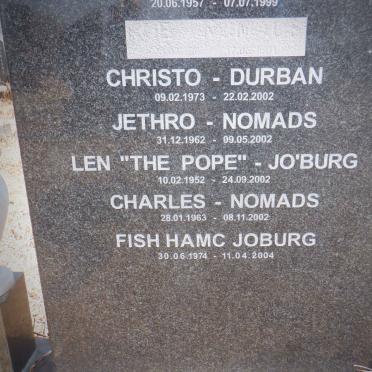 20.06.1957 - 07.07.1999
CHRISTO - DURBAN
09.02.1973 - 22.02.2002
JETHRO - NOMADS
31.12.1962 - 09.05.2002
LEN "THE POPE" - JO'BURG
10.02.1952 - 24.09.2002
CHARLES - NOMADS
28.01.1963 - 08.11.2002
FISH HAMC JOBURG
30.06.1974 - 11.04.2004